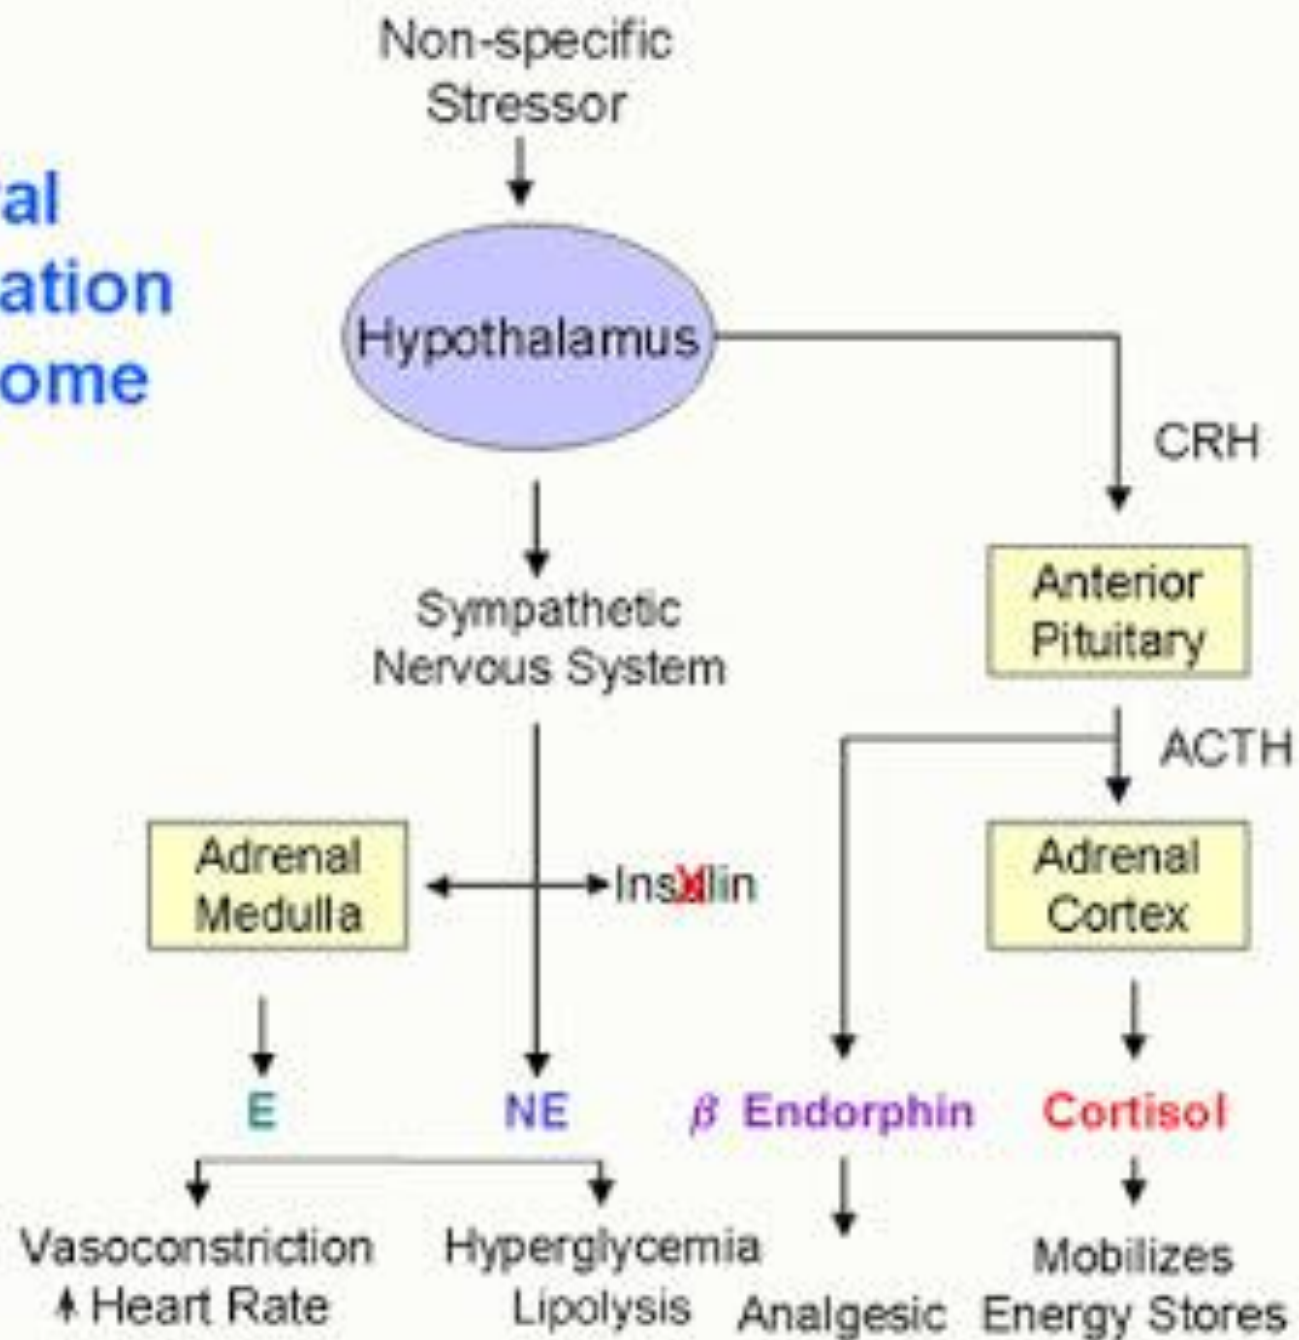 Non-specific
Stressor
al
ation
ome
Hypothalamus
CRH
Sympathetic
Nervous System
Anterior
Pituitary
ACTH
Adrenal
Medulla
Insulin
Adrenal
Cortex
E
NE
β Endorphin
Cortisol
Vasoconstriction
↑ Heart Rate
Hyperglycemia
Lipolysis
Analgesic
Mobilizes
Energy Stores